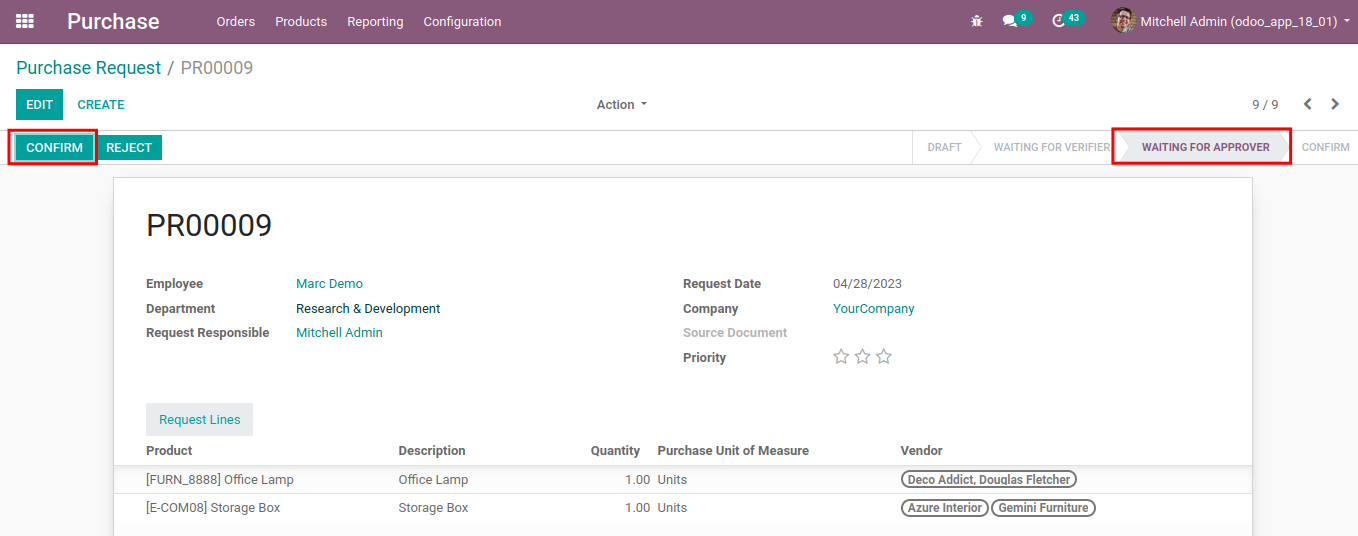 Purchase Orders Products Reporting Configuration 9 43 Mitchell Admin (odoo_app_18_01)
Purchase Request / PR00009
EDIT CREATE Action 9 / 9
CONFIRM REJECT DRAFT WAITING FOR VERIFIER WAITING FOR APPROVER CONFIRM
PR00009
Employee Marc Demo Request Date 04/28/2023
Department Research & Development Company YourCompany
Request Responsible Mitchell Admin Source Document
Priority
Request Lines
Product Description Quantity Purchase Unit of Measure Vendor
[FURN_8888] Office Lamp Office Lamp 1.00 Units Deco Addict, Douglas Fletcher
[E-COM08] Storage Box Storage Box 1.00 Units Azure Interior Gemini Furniture